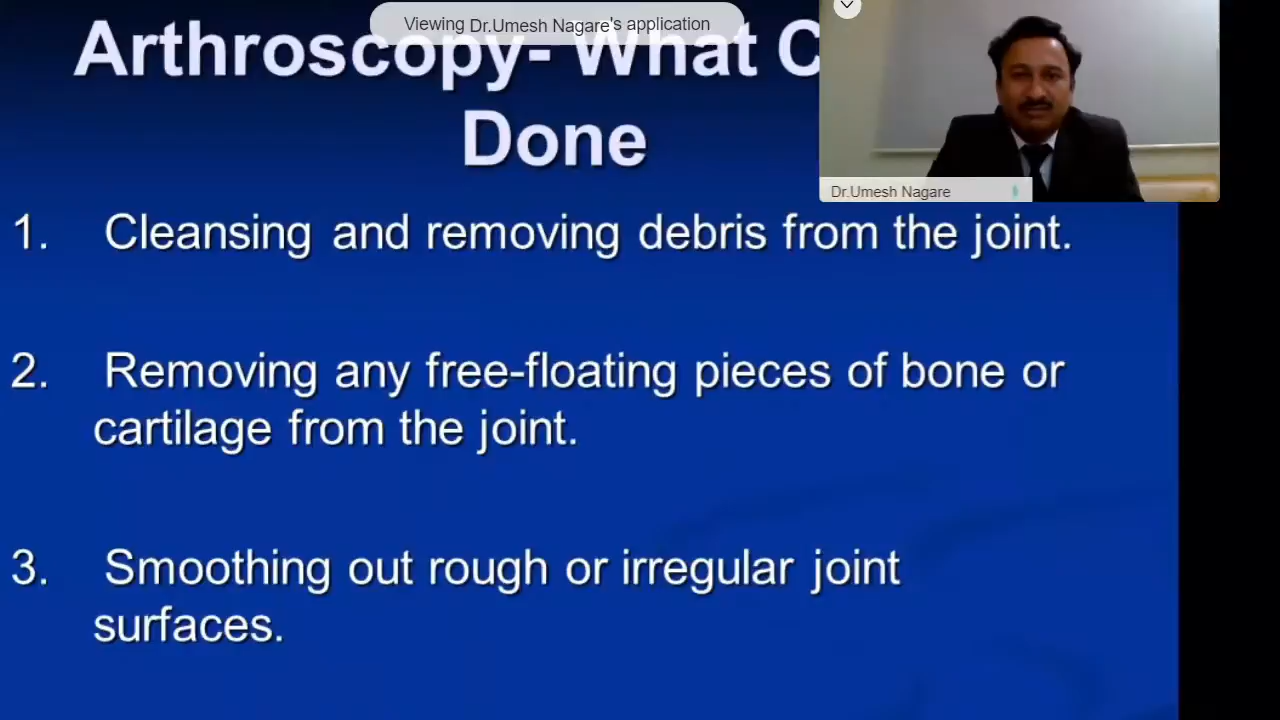 Viewing Dr.Umesh Nagare's application
Arthroscopy- What C
Done
Dr.Umesh Nagare
1. Cleansing and removing debris from the joint.
2. Removing any free-floating pieces of bone or
cartilage from the joint.
3. Smoothing out rough or irregular joint
surfaces.